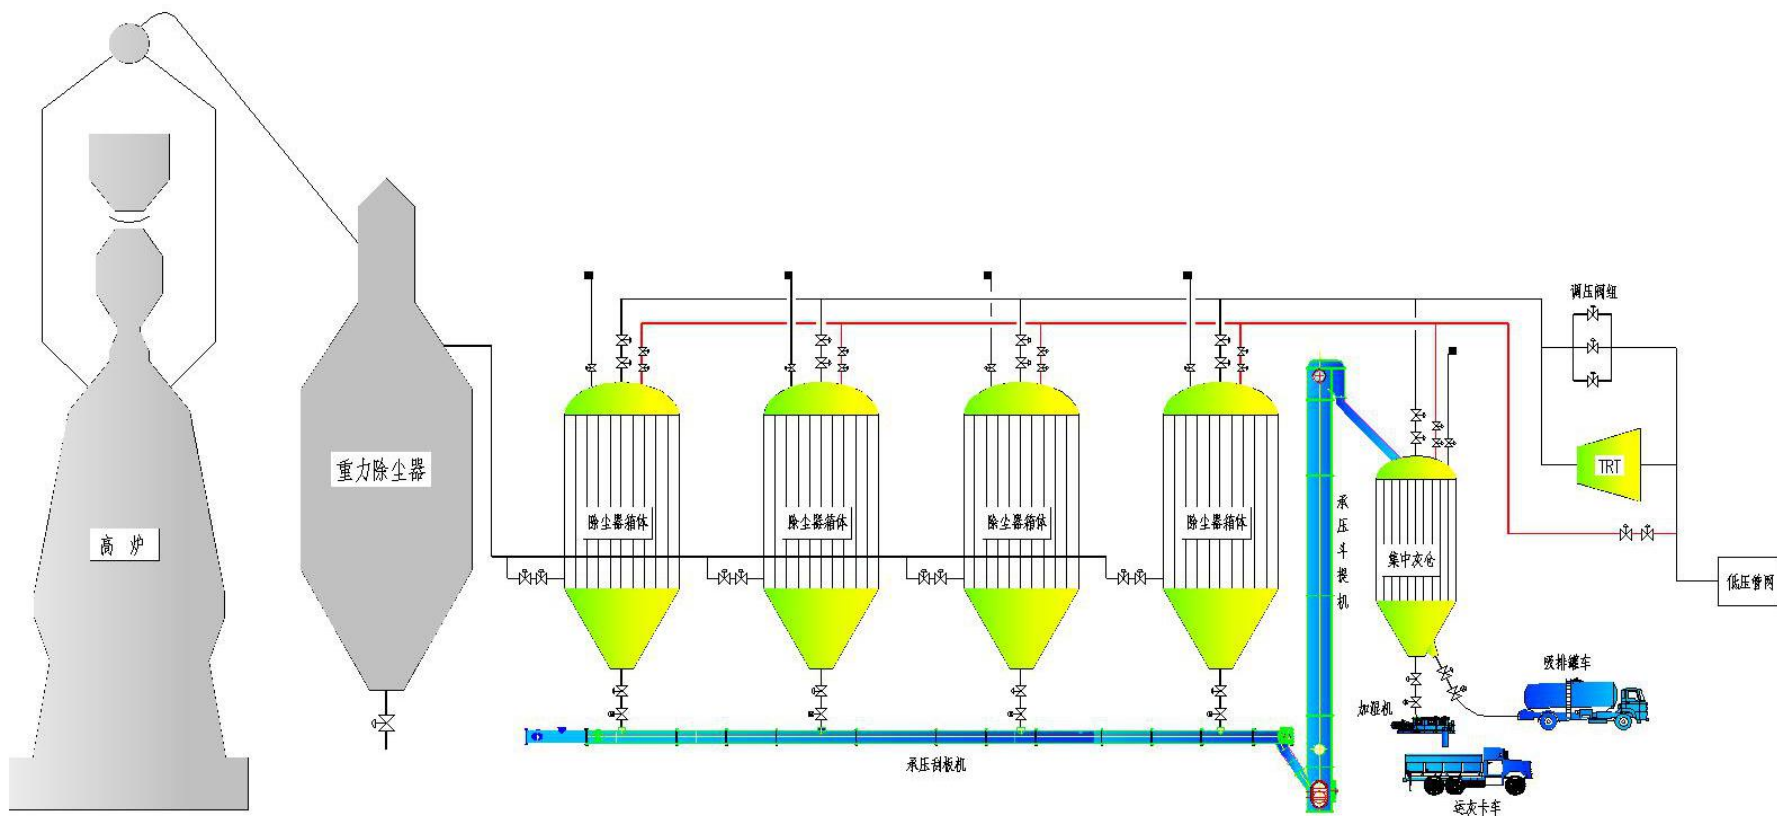 调压阀组
重力除尘器
TRT
除尘器箱体
除尘器箱体
除尘器箱体
除尘器箱体
承压斗提机
高 炉
集中灰仓
低压管网
吸排罐车
加湿机
承压刮板机
运灰卡车